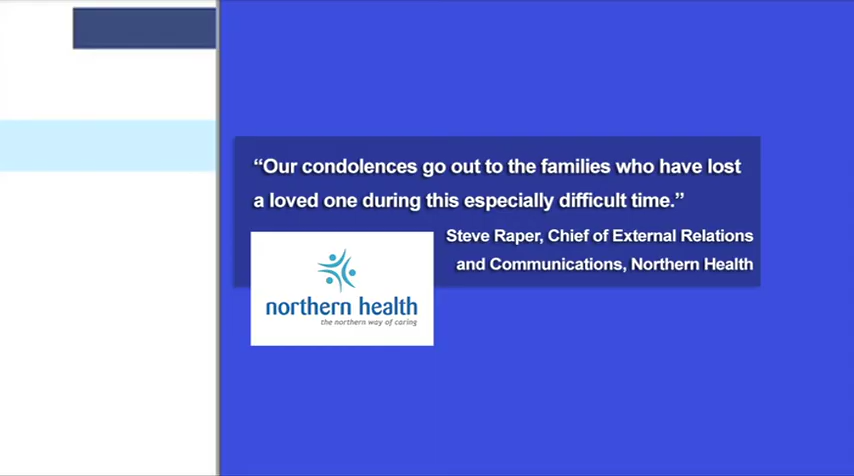 “Our condolences go out to the families who have lost
a loved one during this especially difficult time.”
Steve Raper, Chief of External Relations
and Communications, Northern Health
northern health
the northern way of caring